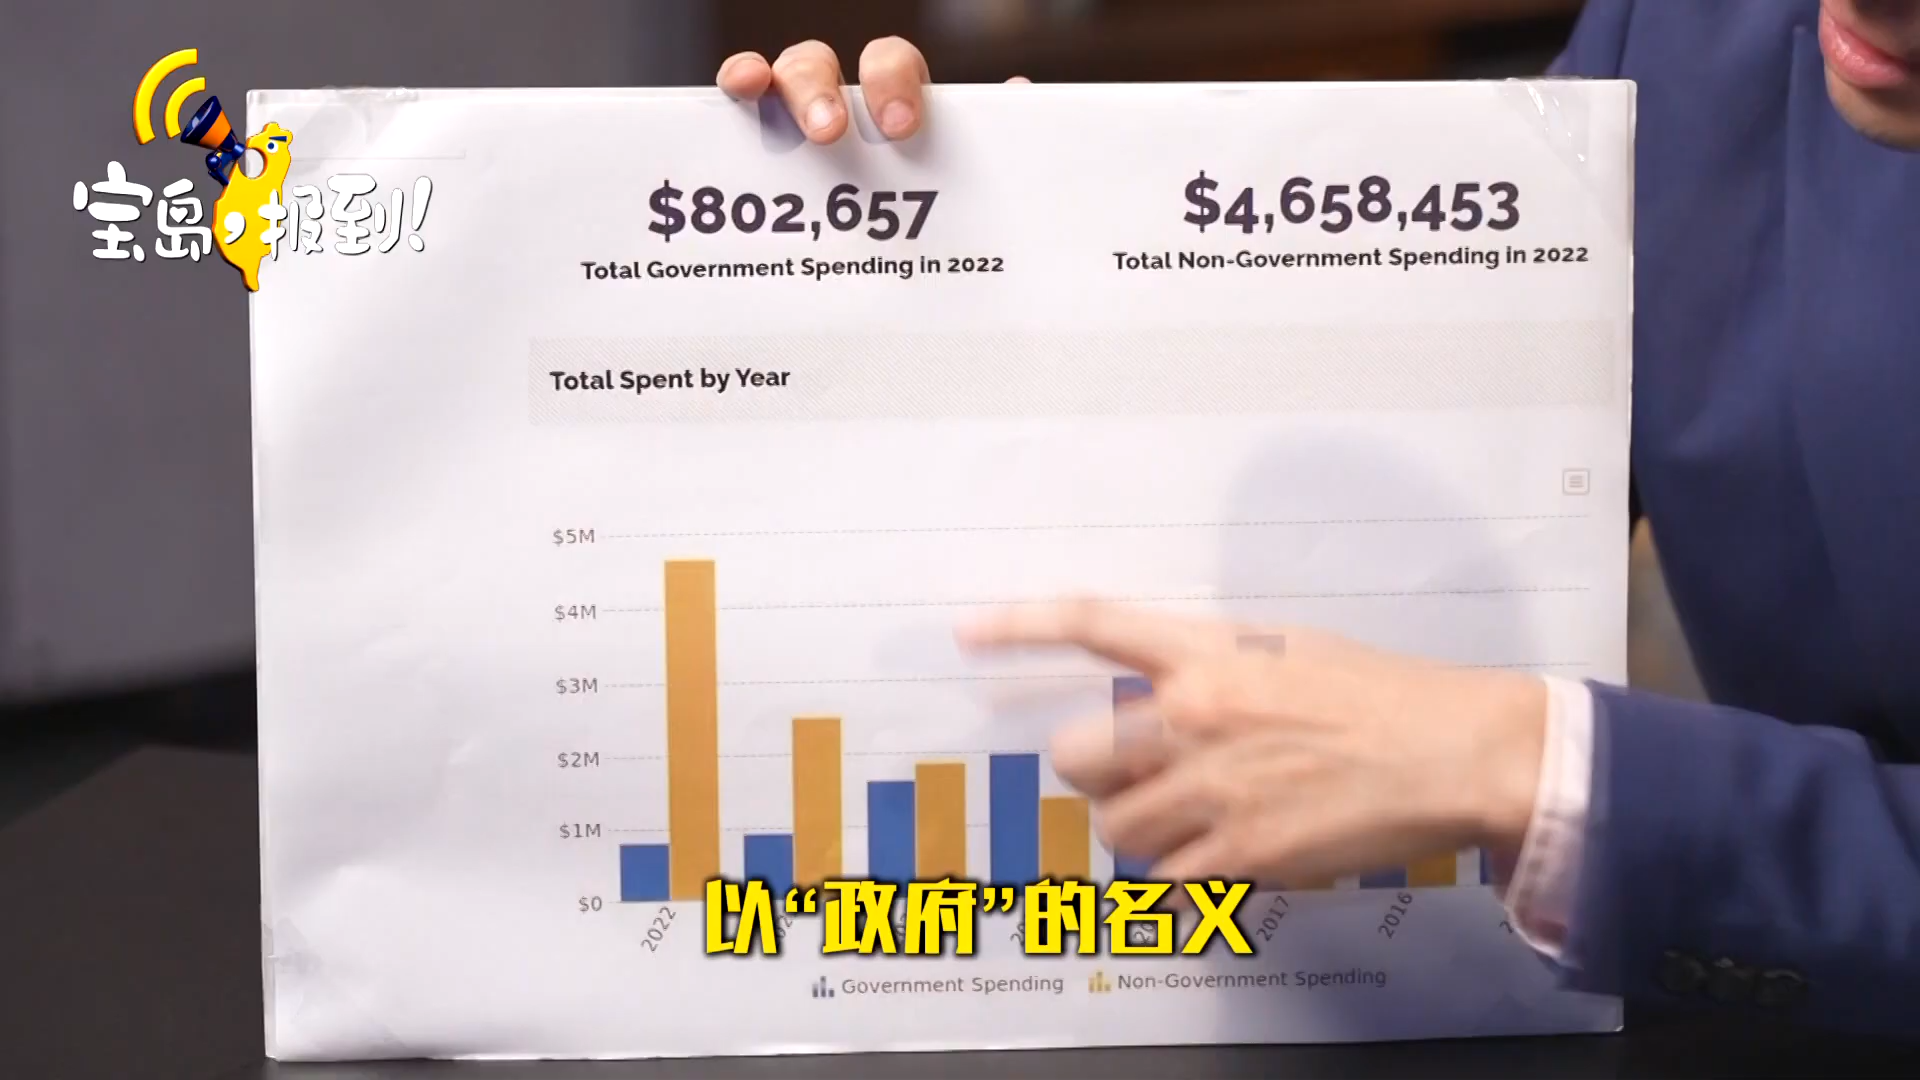 宝岛，报到！
$802,657
Total Government Spending in 2022
$4,658,453
Total Non-Government Spending in 2022
Total Spent by Year
$5M
$4M
$3M
$2M
$1M
$0
2022
2017
2016
以“政府”的名义
Government Spending
Non-Government Spending